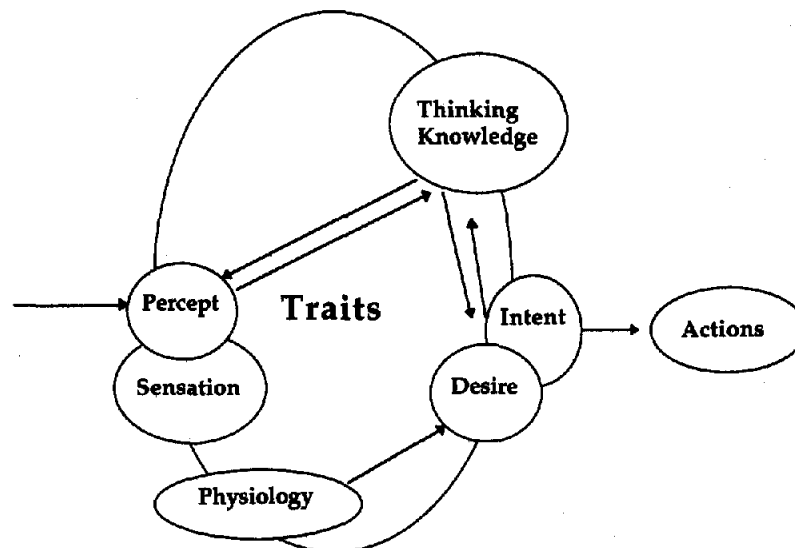 Thinking
Knowledge
Percept
Traits
Intent
Actions
Sensation
Desire
Physiology